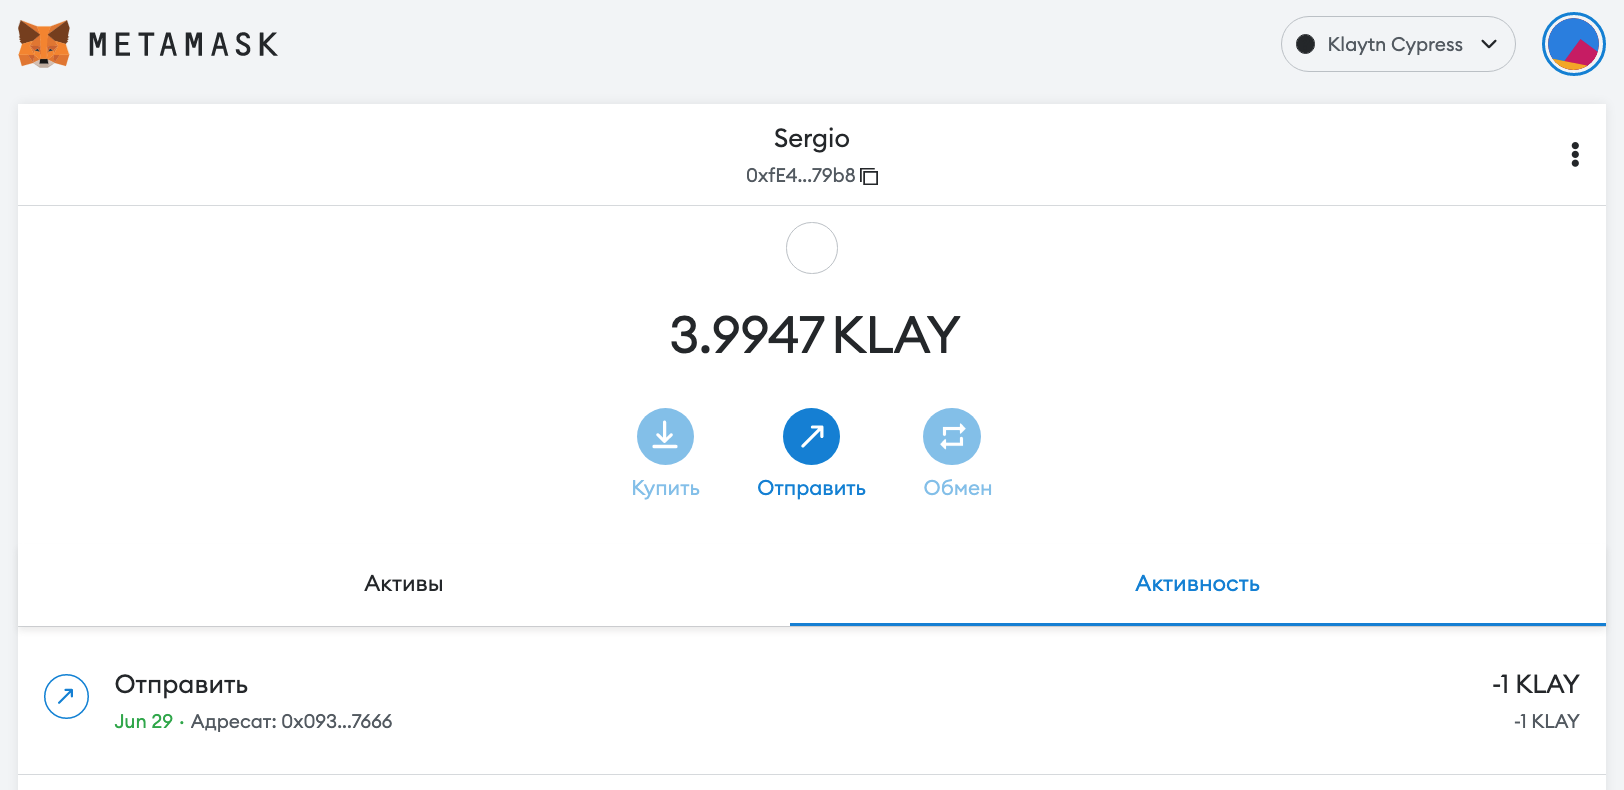 METAMASK
Klaytn Cypress
Sergio
0xfE4...79b8
3.9947 KLAY
Купить
Отправить
Обмен
Активы
Активность
Отправить
-1 KLAY
Jun 29 · Адресат: 0x093...7666
-1 KLAY